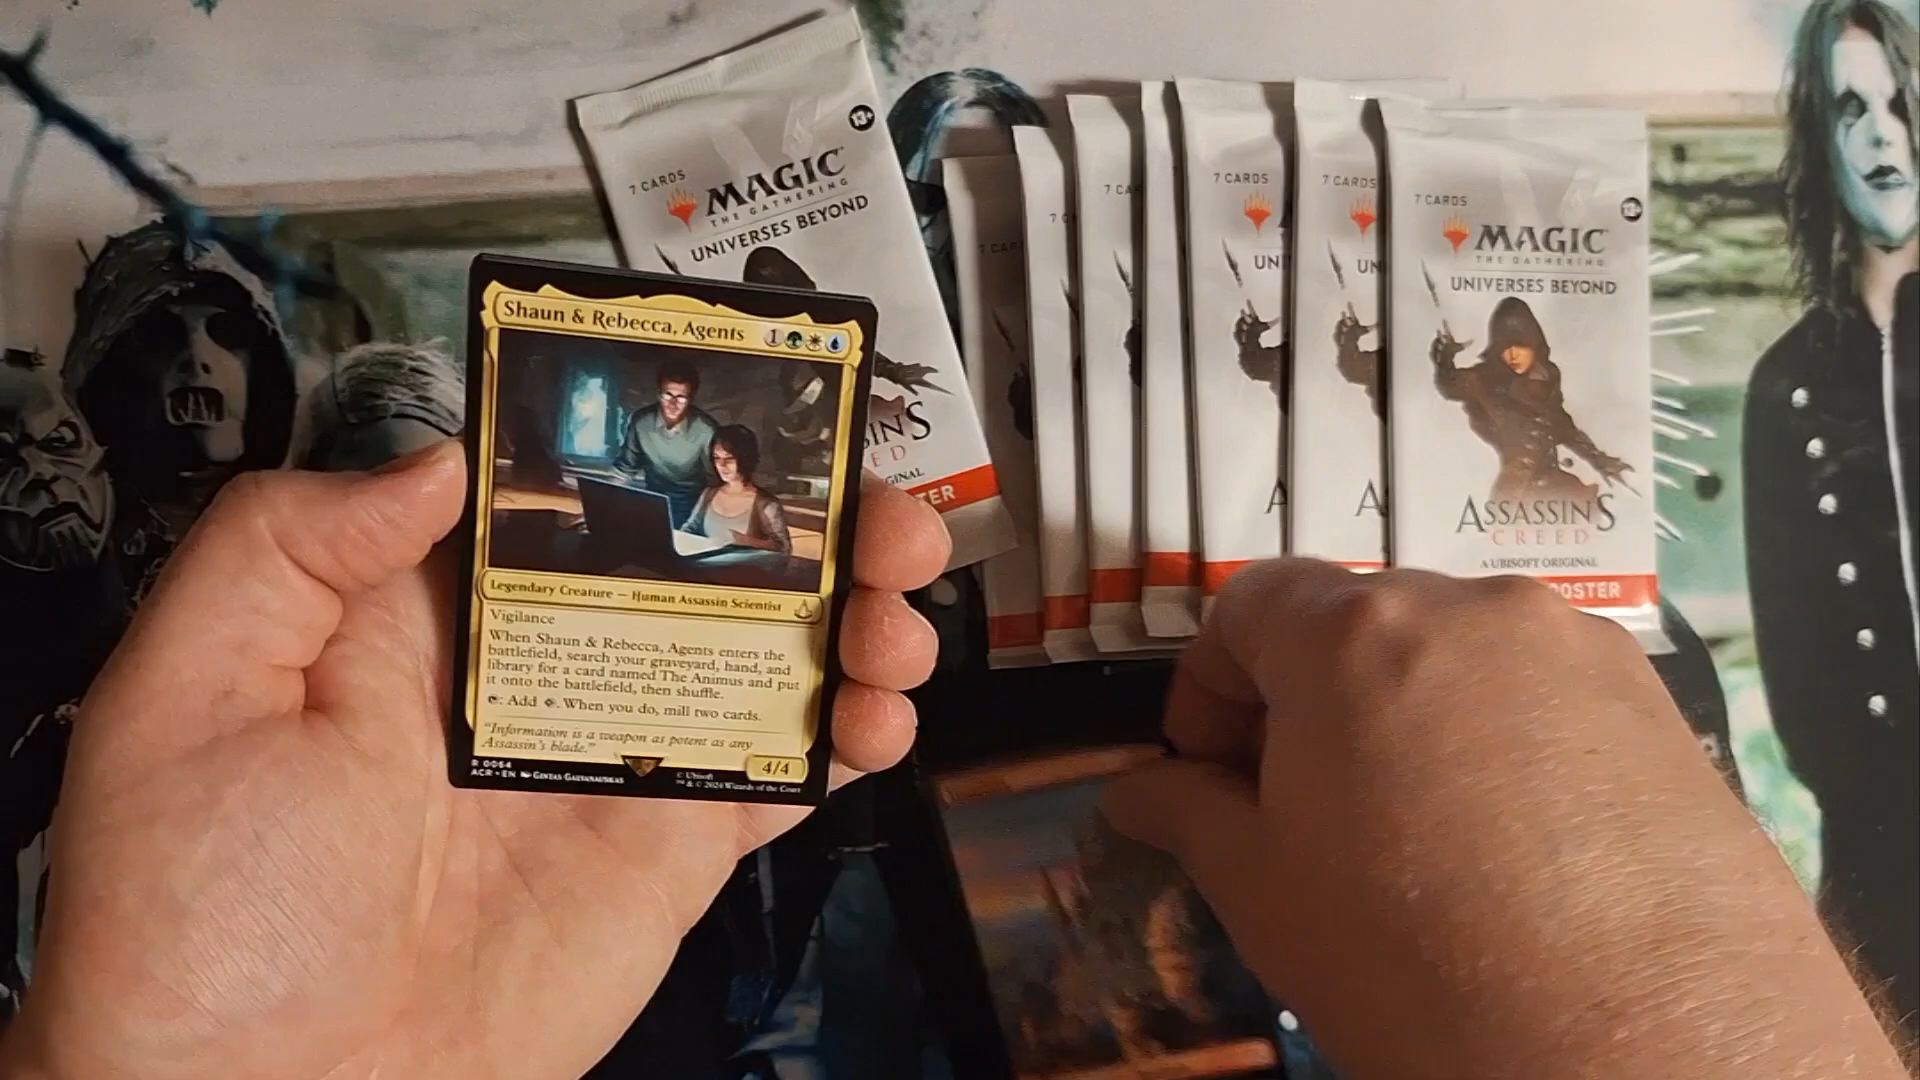 7 CARDS
MAGIC
THE GATHERING
UNIVERSES BEYOND
13+
Shaun & Rebecca, Agents
1
Legendary Creature — Human Assassin Scientist
Vigilance
When Shaun & Rebecca, Agents enters the
battlefield, search your graveyard, hand, and
library for a card named The Animus and put
it onto the battlefield, then shuffle.
: Add . When you do, mill two cards.
"Information is a weapon as potent as any
Assassin's blade."
4/4
R 0064
ACR • EN Gintas Galvanauskas
© Ubisoft
™ & © 2024 Wizards of the Coast
7 CARDS
7 CARDS
7 CARDS
MAGIC
THE GATHERING
UNIVERSES BEYOND
13+
ASSASSIN'S
CREED
A UBISOFT ORIGINAL